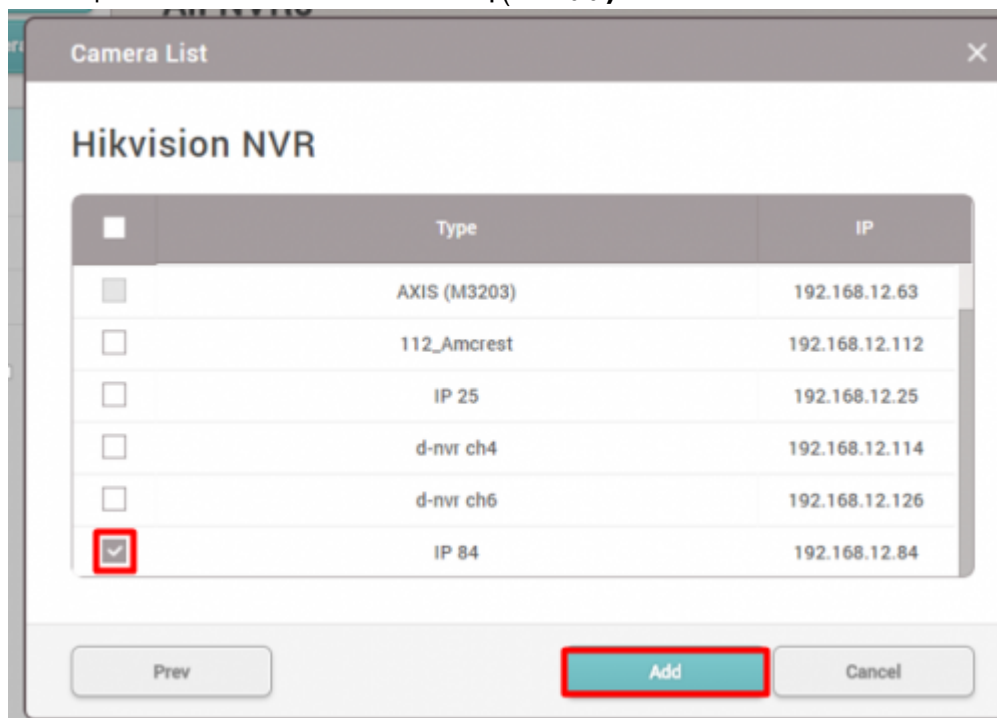 All NVRs
Camera List
Hikvision NVR
Type IP
AXIS (M3203) 192.168.12.63
112_Amcrest 192.168.12.112
IP 25 192.168.12.25
d-nvr ch4 192.168.12.114
d-nvr ch6 192.168.12.126
IP 84 192.168.12.84
Prev Add Cancel